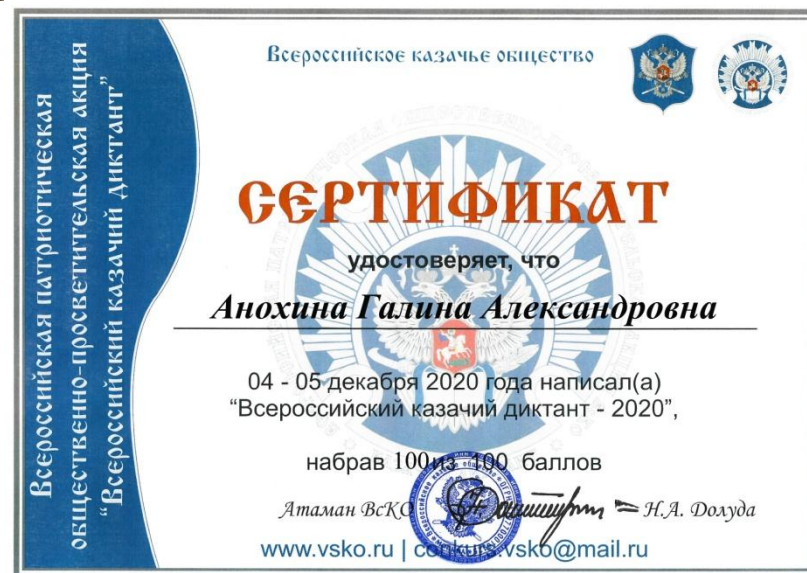 Всероссийская патриотическая
общественно-просветительская акция
“Всероссийский казачий диктант”
Всероссийское казачье общество
СЕРТИФИКАТ
удостоверяет, что
Анохина Галина Александровна
04 - 05 декабря 2020 года написал(а)
“Всероссийский казачий диктант - 2020”,
набрав 100 из 100 баллов
Атаман ВсКО Н.А. Долуда
www.vsko.ru | conkurs.vsko@mail.ru